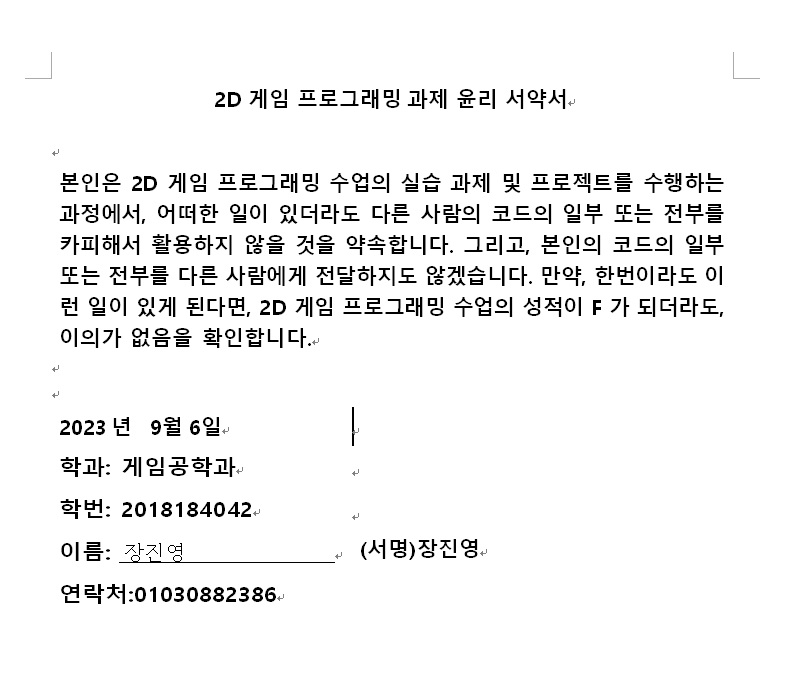 2D 게임 프로그래밍 과제 윤리 서약서
본인은 2D 게임 프로그래밍 수업의 실습 과제 및 프로젝트를 수행하는
과정에서, 어떠한 일이 있더라도 다른 사람의 코드의 일부 또는 전부를
카피해서 활용하지 않을 것을 약속합니다. 그리고, 본인의 코드의 일부
또는 전부를 다른 사람에게 전달하지도 않겠습니다. 만약, 한번이라도 이
런 일이 있게 된다면, 2D 게임 프로그래밍 수업의 성적이 F 가 되더라도,
이의가 없음을 확인합니다.
2023 년 9월 6일
학과: 게임공학과
학번: 2018184042
이름: 장진영 (서명)장진영
연락처:01030882386